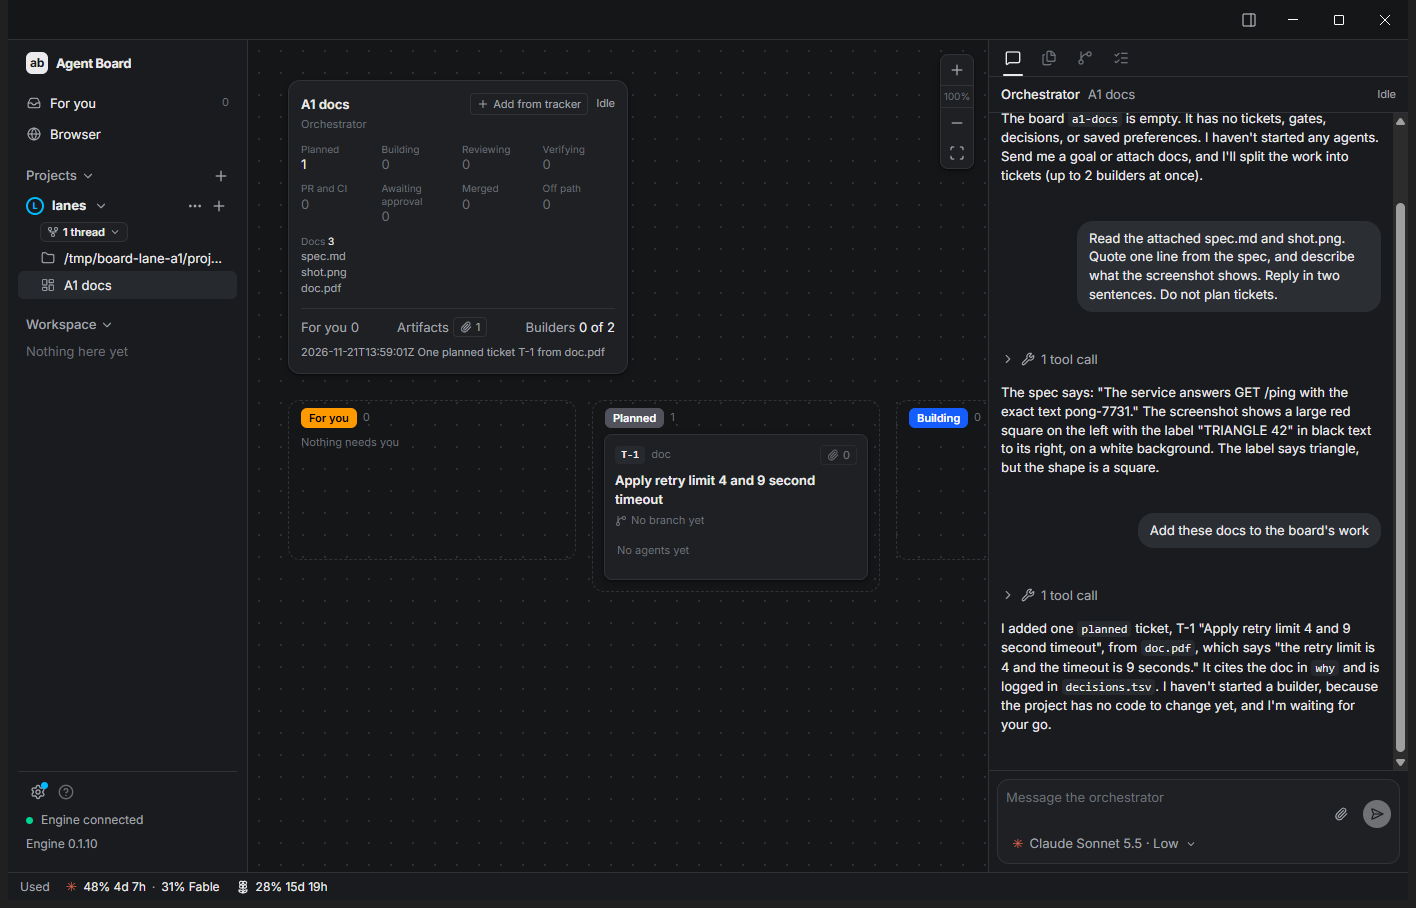 ab Agent Board
For you 0
Browser
Projects
L lanes
1 thread
/tmp/board-lane-a1/proj...
A1 docs
Workspace
Nothing here yet
Engine connected
Engine 0.1.10
A1 docs
Add from tracker
Idle
Orchestrator
Planned Building Reviewing Verifying
1 0 0 0
PR and CI Awaiting approval Merged Off path
0 0 0 0
Docs 3
spec.md
shot.png
doc.pdf
For you 0 Artifacts 1 Builders 0 of 2
2026-11-21T13:59:01Z One planned ticket T-1 from doc.pdf
100%
For you 0
Nothing needs you
Planned 1
T-1 doc 0
Apply retry limit 4 and 9 second
timeout
No branch yet
No agents yet
Building 0
Orchestrator A1 docs Idle
The board a1-docs is empty. It has no tickets, gates,
decisions, or saved preferences. I haven't started any agents.
Send me a goal or attach docs, and I'll split the work into
tickets (up to 2 builders at once).
Read the attached spec.md and shot.png.
Quote one line from the spec, and describe
what the screenshot shows. Reply in two
sentences. Do not plan tickets.
1 tool call
The spec says: "The service answers GET /ping with the
exact text pong-7731." The screenshot shows a large red
square on the left with the label "TRIANGLE 42" in black text
to its right, on a white background. The label says triangle,
but the shape is a square.
Add these docs to the board's work
1 tool call
I added one planned ticket, T-1 "Apply retry limit 4 and 9
second timeout", from doc.pdf, which says "the retry limit is
4 and the timeout is 9 seconds." It cites the doc in why and is
logged in decisions.tsv. I haven't started a builder, because
the project has no code to change yet, and I'm waiting for
your go.
Message the orchestrator
Claude Sonnet 5.5 · Low
Used 48% 4d 7h · 31% Fable 28% 15d 19h